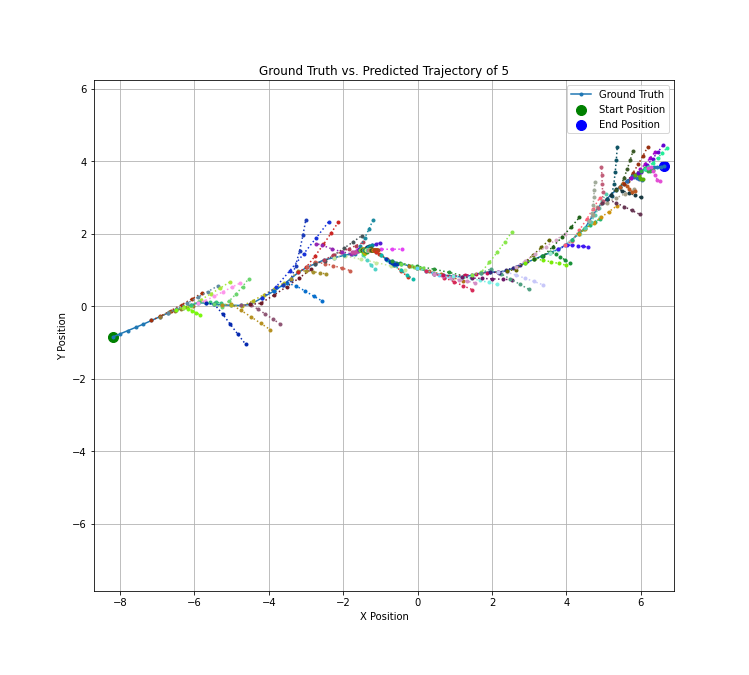 Ground Truth vs. Predicted Trajectory of 5
Ground Truth
Start Position
End Position
6
4
2
0
−2
−4
−6
Y Position
−8
−6
−4
−2
0
2
4
6
X Position